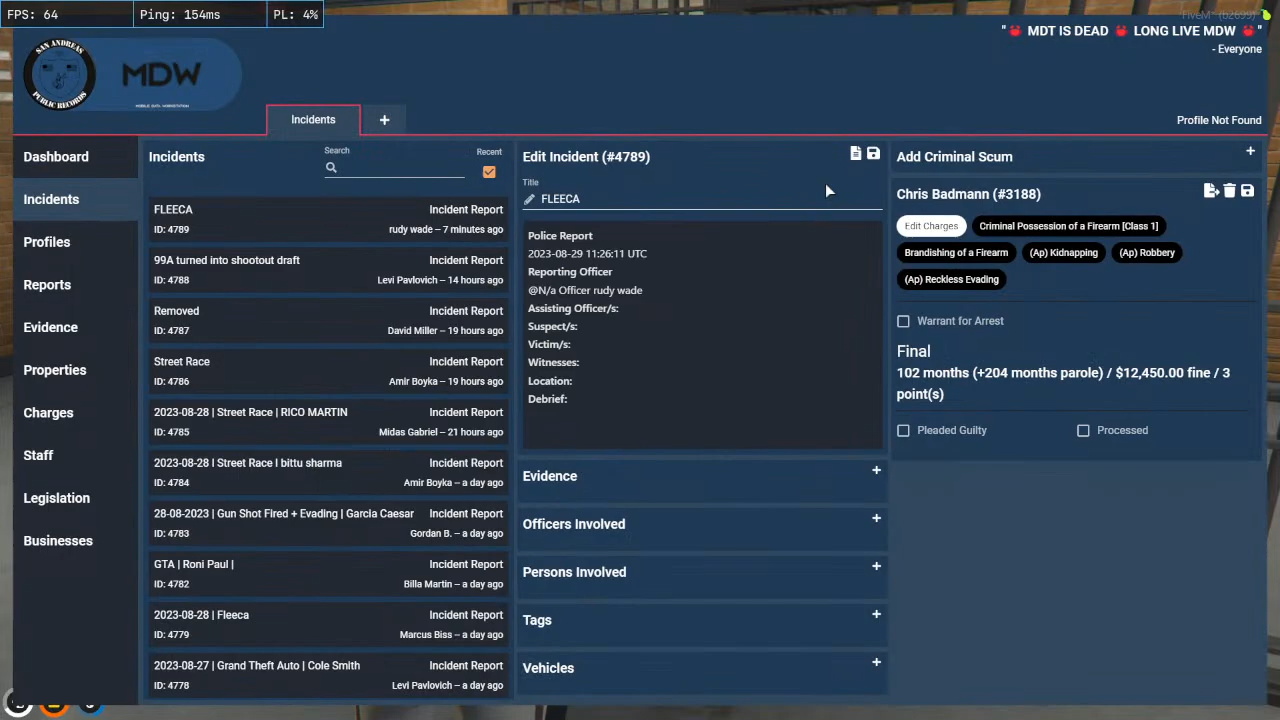 FPS: 64
Ping: 154ms
PL: 4%
FiveM® (b2699)
" MDT IS DEAD LONG LIVE MDW "
- Everyone
SAN ANDREAS
PUBLIC RECORDS
MDW
MOBILE DATA WORKSTATION
Incidents
+
Profile Not Found
Dashboard
Incidents
Profiles
Reports
Evidence
Properties
Charges
Staff
Legislation
Businesses
Incidents
Search
Recent
FLEECA Incident Report
ID: 4789 rudy wade – 7 minutes ago
99A turned into shootout draft Incident Report
ID: 4788 Levi Pavlovich – 14 hours ago
Removed Incident Report
ID: 4787 David Miller – 19 hours ago
Street Race Incident Report
ID: 4786 Amir Boyka – 19 hours ago
2023-08-28 | Street Race | RICO MARTIN Incident Report
ID: 4785 Midas Gabriel – 21 hours ago
2023-08-28 | Street Race I bittu sharma Incident Report
ID: 4784 Amir Boyka – a day ago
28-08-2023 | Gun Shot Fired + Evading | Garcia Caesar Incident Report
ID: 4783 Gordan B. – a day ago
GTA | Roni Paul | Incident Report
ID: 4782 Billa Martin – a day ago
2023-08-28 | Fleeca Incident Report
ID: 4779 Marcus Biss – a day ago
2023-08-27 | Grand Theft Auto | Cole Smith Incident Report
ID: 4778 Levi Pavlovich – a day ago
Edit Incident (#4789)
Title
FLEECA
Police Report
2023-08-29 11:26:11 UTC
Reporting Officer
@N/a Officer rudy wade
Assisting Officer/s:
Suspect/s:
Victim/s:
Witnesses:
Location:
Debrief:
Evidence +
Officers Involved +
Persons Involved +
Tags +
Vehicles +
Add Criminal Scum +
Chris Badmann (#3188)
Edit Charges Criminal Possession of a Firearm [Class 1]
Brandishing of a Firearm (Ap) Kidnapping (Ap) Robbery
(Ap) Reckless Evading
Warrant for Arrest
Final
102 months (+204 months parole) / $12,450.00 fine / 3
point(s)
Pleaded Guilty Processed